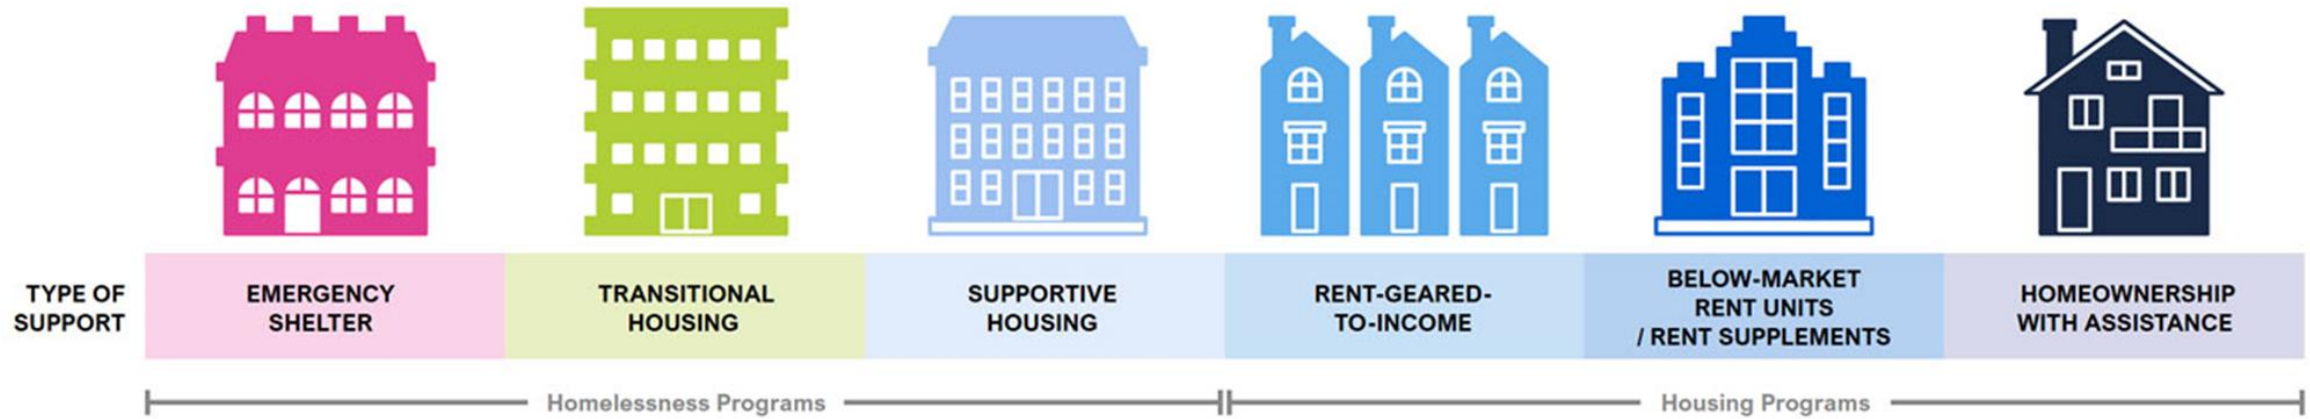 TYPE OF
SUPPORT
EMERGENCY
SHELTER
TRANSITIONAL
HOUSING
SUPPORTIVE
HOUSING
RENT-GEARED-
TO-INCOME
BELOW-MARKET
RENT UNITS
/ RENT SUPPLEMENTS
HOMEOWNERSHIP
WITH ASSISTANCE
Homelessness Programs
Housing Programs